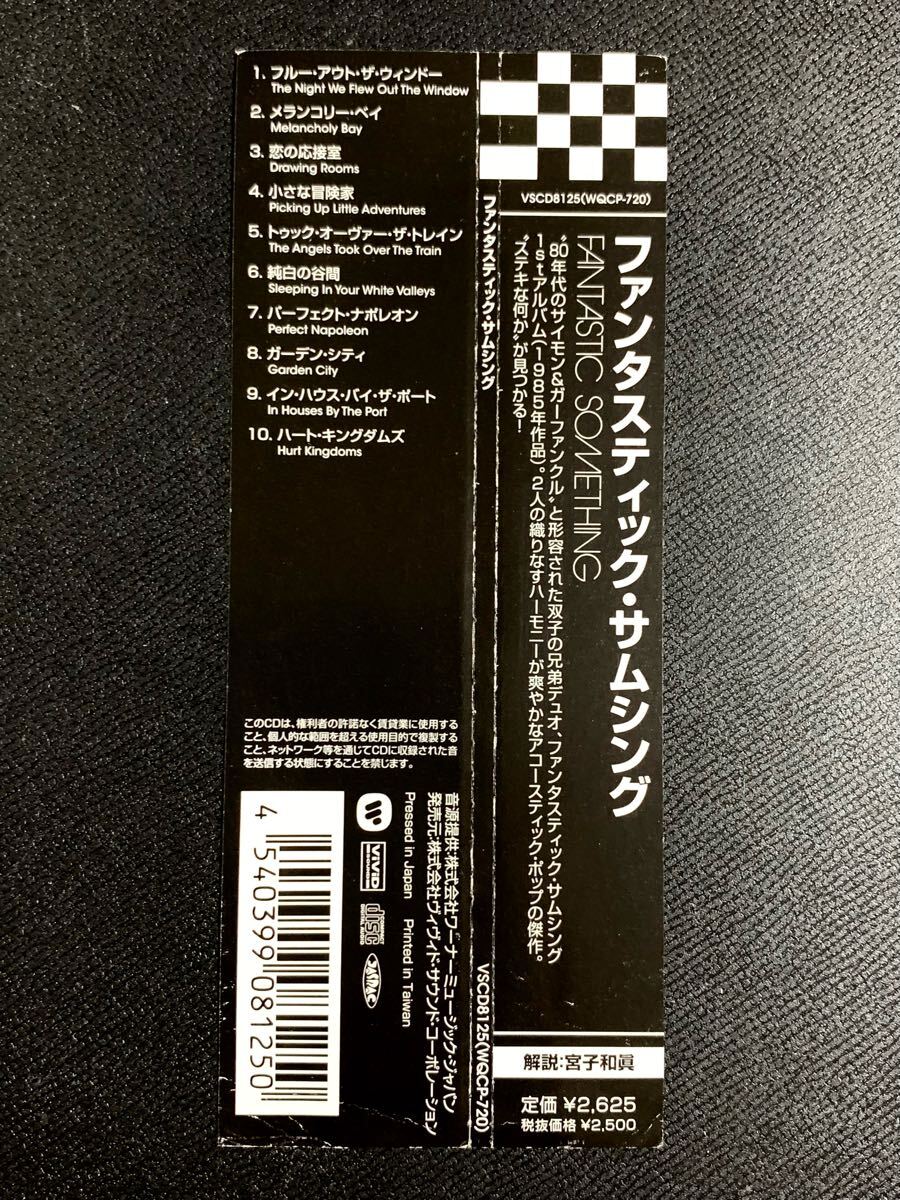 1. フルー・アウト・ザ・ウィンドー
The Night We Flew Out The Window
2. メランコリー・ベイ
Melancholy Bay
3. 恋の応接室
Drawing Rooms
4. 小さな冒険家
Picking Up Little Adventures
5. トゥック・オーヴァー・ザ・トレイン
The Angels Took Over The Train
6. 純白の谷間
Sleeping In Your White Valleys
7. パーフェクト・ナポレオン
Perfect Napoleon
8. ガーデン・シティ
Garden City
9. イン・ハウス・バイ・ザ・ポート
In Houses By The Port
10. ハート・キングダムズ
Hurt Kingdoms
このCDは、権利者の許諾なく賃貸業に使用する
こと、個人的な範囲を超える使用目的で複製する
こと、ネットワーク等を通じてCDに収録された音
を送信する状態にすることを禁じます。
音源提供:株式会社ワーナーミュージック・ジャパン
発売元:株式会社ヴィヴィド・サウンド・コーポレーション
Pressed in Japan Printed in Taiwan
ViViD
COMPACT
disc
DIGITAL AUDIO
4 540399 081250
ファンタスティック・サムシング
VSCD8125(WQCP-720)
VSCD8125(WQCP-720)
ファンタスティック・サムシング
FANTASTIC SOMETHING
“80年代のサイモン&ガーファンクル”と形容された双子の兄弟デュオ、ファンタスティック・サムシング
1stアルバム(1985年作品)。2人の織りなすハーモニーが爽やかなアコースティック・ポップの傑作。
“ステキな何か”が見つかる!
解説:宮子和眞
定価 ¥2,625
税抜価格 ¥2,500